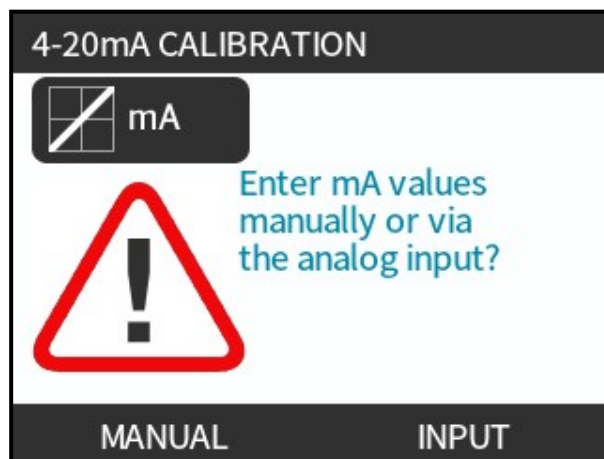 4-20mA CALIBRATION
mA
Enter mA values
manually or via
the analog input?
!
MANUAL
INPUT